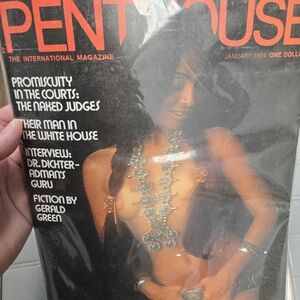 PENTHOUSE
THE INTERNATIONAL MAGAZINE
JANUARY 1974 ONE DOLLAR
PROMISCUITY
IN THE COURTS:
THE NAKED JUDGES
THEIR MAN IN
THE WHITE HOUSE
INTERVIEW:
DR. DICHTER-
ADMAN'S
GURU
FICTION BY
GERALD
GREEN